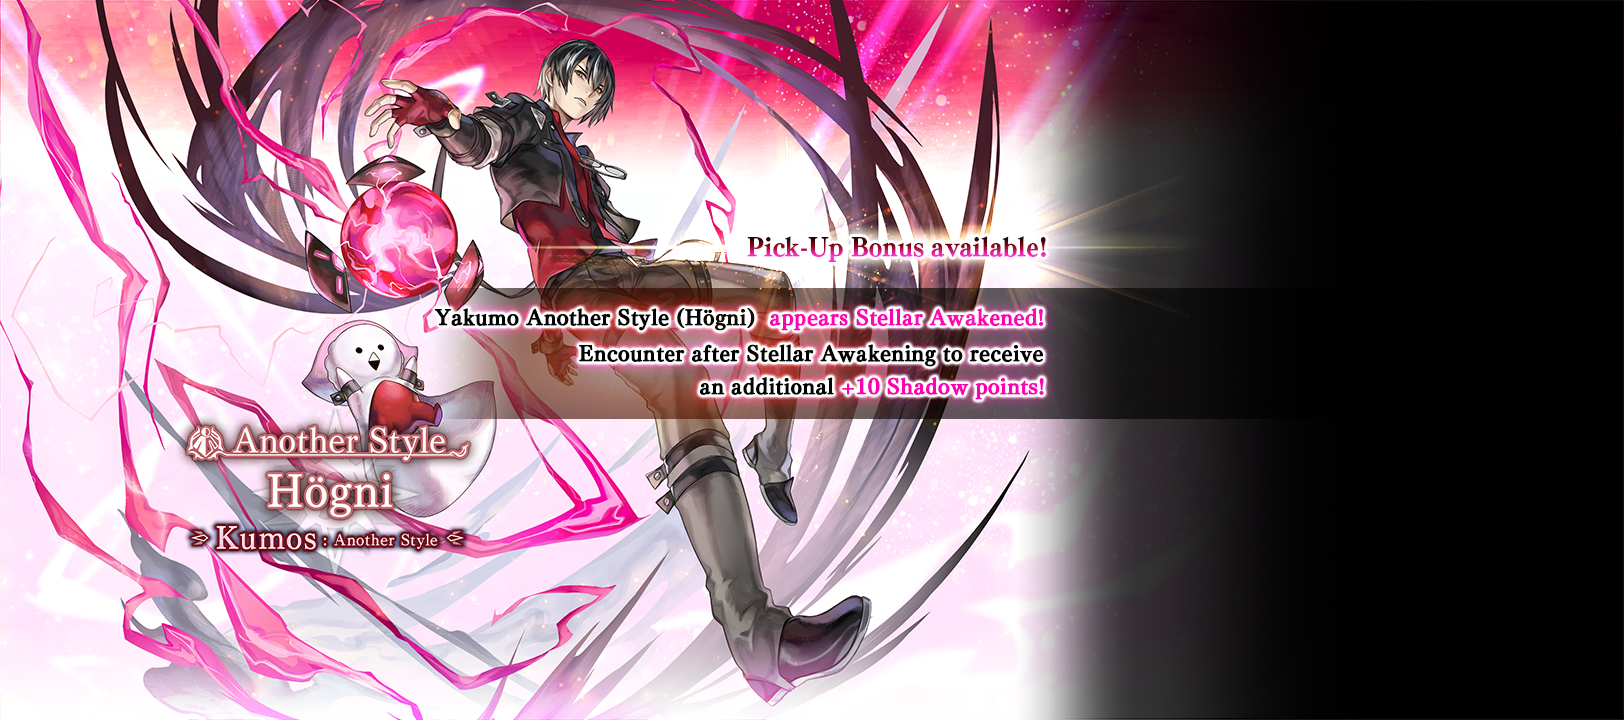 Pick-Up Bonus available!
Yakumo Another Style (Högni) appears Stellar Awakened!
Encounter after Stellar Awakening to receive
an additional +10 Shadow points!
Another Style
Högni
Kumos : Another Style